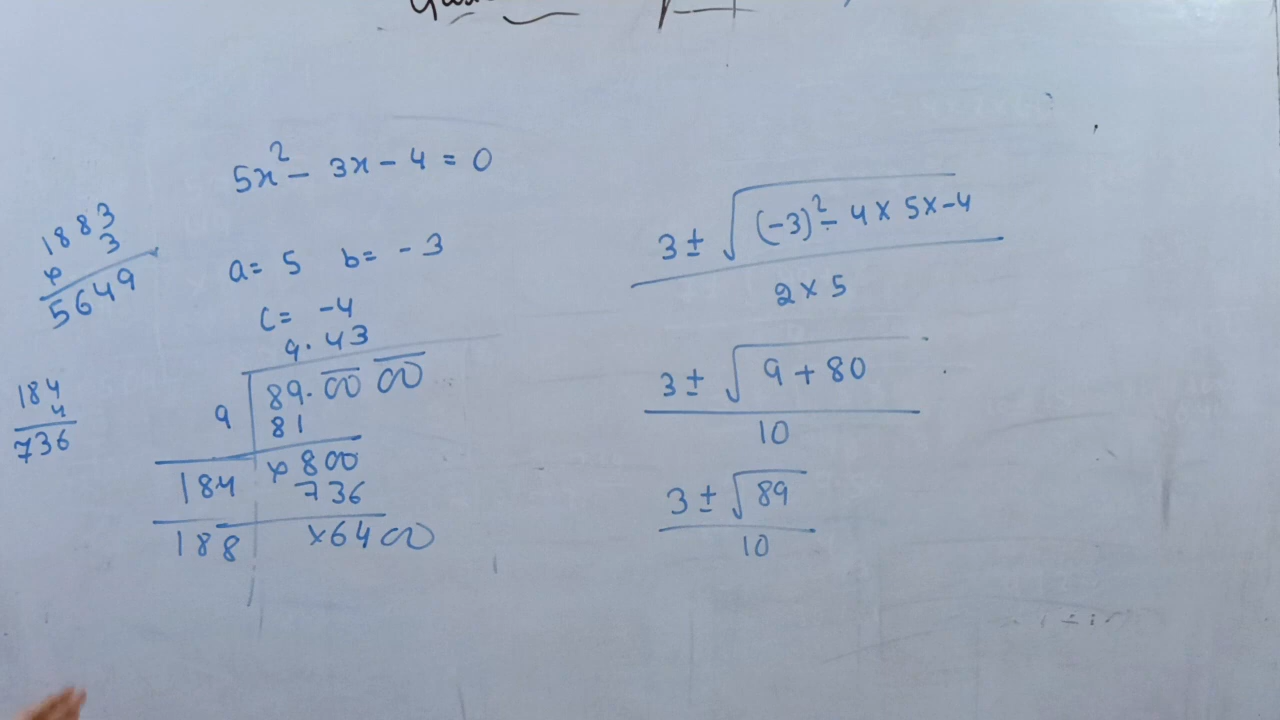 5x² - 3x - 4 = 0
1883
× 3
5649
a = 5 b = - 3
c = -4
9.43
9 89.00 00
81
184 ×800
736
188 ×6400
184
4
736
3 ± √(-3)² - 4 × 5 × -4
2 × 5
3 ± √9 + 80
10
3 ± √89
10